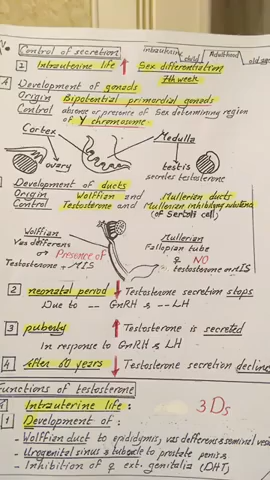 intrauterine Child Adulthood old age
Control of secretion
1 Intrauterine life ↑ Sex differentiation
7th week
A Development of gonads
Origin Bipotential primordial gonads
Control absence or presence of Sex determining region
of Y chromosome
Cortex Medulla
ovary testis
secretes testosterone
Development of ducts
Origin Wolffian and Mullerian ducts
Control Testosterone and Mullerian inhibiting substance
(of Sertoli cell)
Wolffian Mullerian
Vas deferens Fallopian tube
♂ Presence of ♀ NO
Testosterone + MIS testosterone or MIS
2 neonatal period ↓ Testosterone secretion stops
Due to -- GnRH & -- LH
3 puberty ↑ Testosterone is secreted
In response to GnRH & LH
4 After 60 years ↓ Testosterone secretion decline
Functions of testosterone
Intrauterine life: 3 Ds
1 Development of:
- Wolffian duct to epididymis, vas deferens & seminal vesi
- Urogenital sinus & tubercle to prostate penis
- Inhibition of ♀ ext. genitalia (DHT)